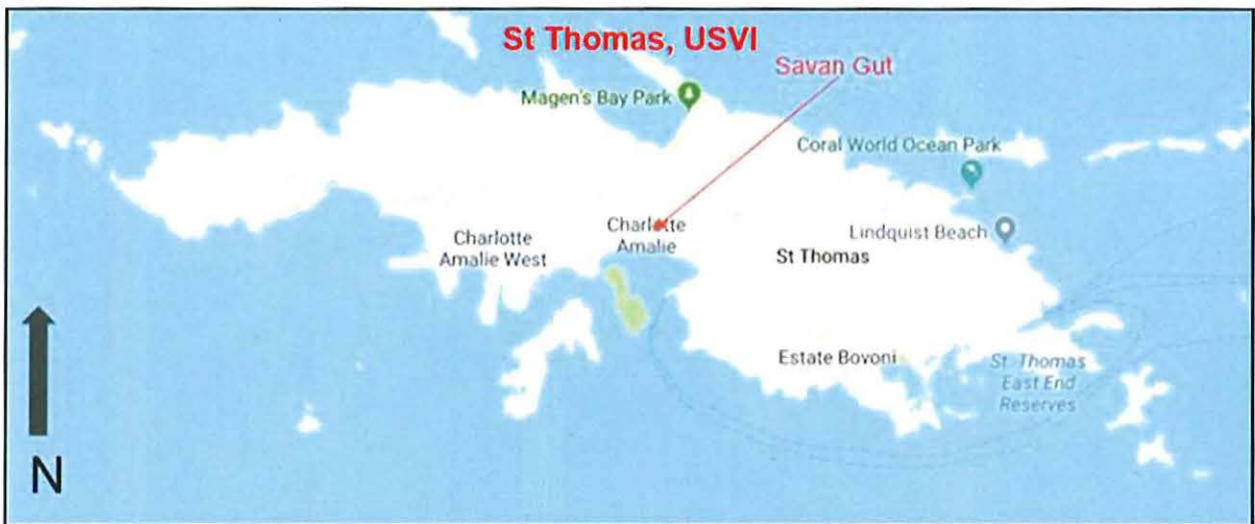 St Thomas, USVI
Savan Gut
Magen's Bay Park
Coral World Ocean Park
Charlotte
Amalie
Lindquist Beach
Charlotte
Amalie West
St Thomas
Estate Bovoni
St. Thomas
East End
Reserves
N